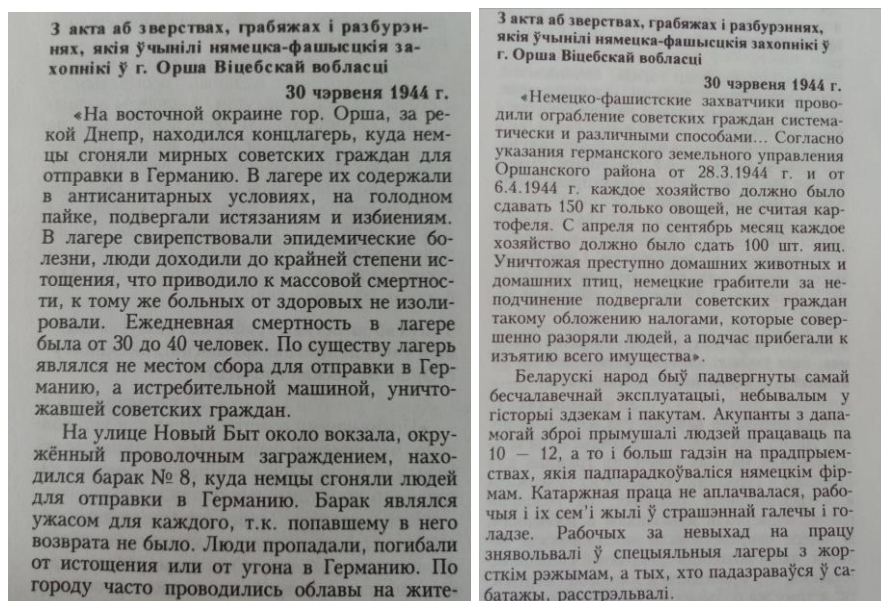 З акта аб зверствах, грабяжах і разбурэн-
нях, якія ўчынілі нямецка-фашысцкія за-
хопнікі ў г. Орша Віцебскай вобласці
30 чэрвеня 1944 г.
«На восточной окраине гор. Орша, за ре-
кой Днепр, находился концлагерь, куда нем-
цы сгоняли мирных советских граждан для
отправки в Германию. В лагере их содержали
в антисанитарных условиях, на голодном
пайке, подвергали истязаниям и избиениям.
В лагере свирепствовали эпидемические бо-
лезни, люди доходили до крайней степени ис-
тощения, что приводило к массовой смертнос-
ти, к тому же больных от здоровых не изоли-
ровали. Ежедневная смертность в лагере
была от 30 до 40 человек. По существу лагерь
являлся не местом сбора для отправки в Гер-
манию, а истребительной машиной, уничто-
жавшей советских граждан.
На улице Новый Быт около вокзала, окру-
жённый проволочным заграждением, нахо-
дился барак № 8, куда немцы сгоняли людей
для отправки в Германию. Барак являлся
ужасом для каждого, т.к. попавшему в него
возврата не было. Люди пропадали, погибали
от истощения или от угона в Германию. По
городу часто проводились облавы на жите-
З акта аб зверствах, грабяжах і разбурэннях,
якія ўчынілі нямецка-фашысцкія захопнікі ў
г. Орша Віцебскай вобласці
30 чэрвеня 1944 г.
«Немецко-фашистские захватчики прово-
дили ограбление советских граждан система-
тически и различными способами... Согласно
указания германского земельного управления
Оршанского района от 28.3.1944 г. и от
6.4.1944 г. каждое хозяйство должно было
сдавать 150 кг только овощей, не считая кар-
тофеля. С апреля по сентябрь месяц каждое
хозяйство должно было сдать 100 шт. яиц.
Уничтожая преступно домашних животных и
домашних птиц, немецкие грабители за не-
подчинение подвергали советских граждан
такому обложению налогами, которые совер-
шенно разоряли людей, а подчас прибегали к
изъятию всего имущества».
Беларускі народ быў падвергнуты самай
бесчалавечнай эксплуатацыі, небывалым у
гісторыі здзекам і пакутам. Акупанты з дапа-
могай зброі прымушалі людзей працаваць па
10 — 12, а то і больш гадзін на прадпрыем-
ствах, якія падпарадкоўваліся нямецкім фір-
мам. Катаржная праца не аплачвалася, рабо-
чыя і іх сем'і жылі ў страшэннай галечы і го-
ладзе. Рабочых за невыхад на працу
знявольвалі ў спецыяльныя лагеры з жор-
сткім рэжымам, а тых, хто падазраваўся ў са-
батажы, расстрэльвалі.